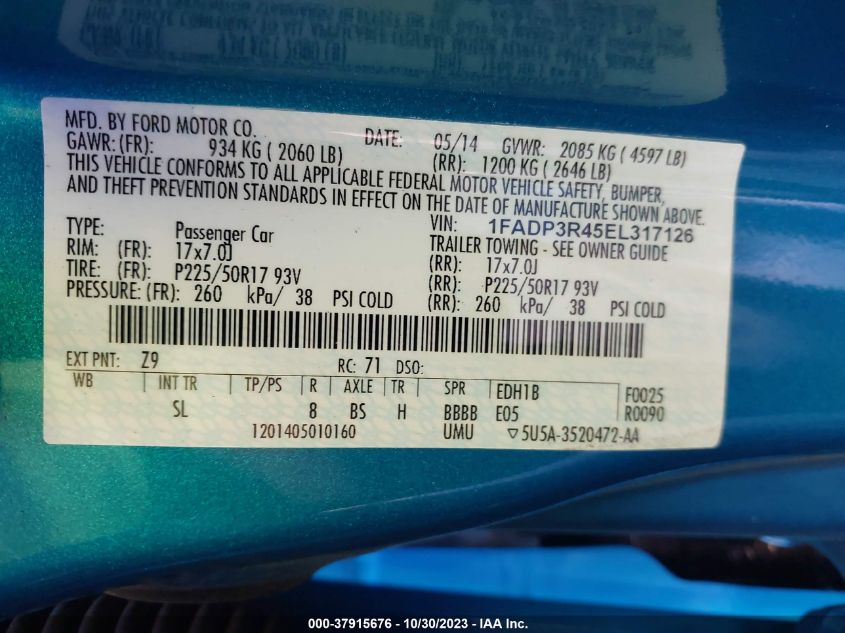 MFD. BY FORD MOTOR CO. DATE: 05/14 GVWR: 2085 KG ( 4597 LB)
GAWR: (FR): 934 KG ( 2060 LB) (RR): 1200 KG ( 2646 LB)
THIS VEHICLE CONFORMS TO ALL APPLICABLE FEDERAL MOTOR VEHICLE SAFETY, BUMPER,
AND THEFT PREVENTION STANDARDS IN EFFECT ON THE DATE OF MANUFACTURE SHOWN ABOVE.
VIN: 1FADP3R45EL317126
TYPE: Passenger Car TRAILER TOWING - SEE OWNER GUIDE
RIM: (FR): 17x7.0J (RR): 17x7.0J
TIRE: (FR): P225/50R17 93V (RR): P225/50R17 93V
PRESSURE: (FR): 260 kPa/ 38 PSI COLD (RR): 260 kPa/ 38 PSI COLD
EXT PNT: Z9 RC: 71 DSO:
WB INT TR TP/PS R AXLE TR SPR EDH1B F0025
SL 8 BS H BBBB E05 R0090
1201405010160 UMU ▽5U5A-3520472-AA
000-37915676 - 10/30/2023 - IAA Inc.